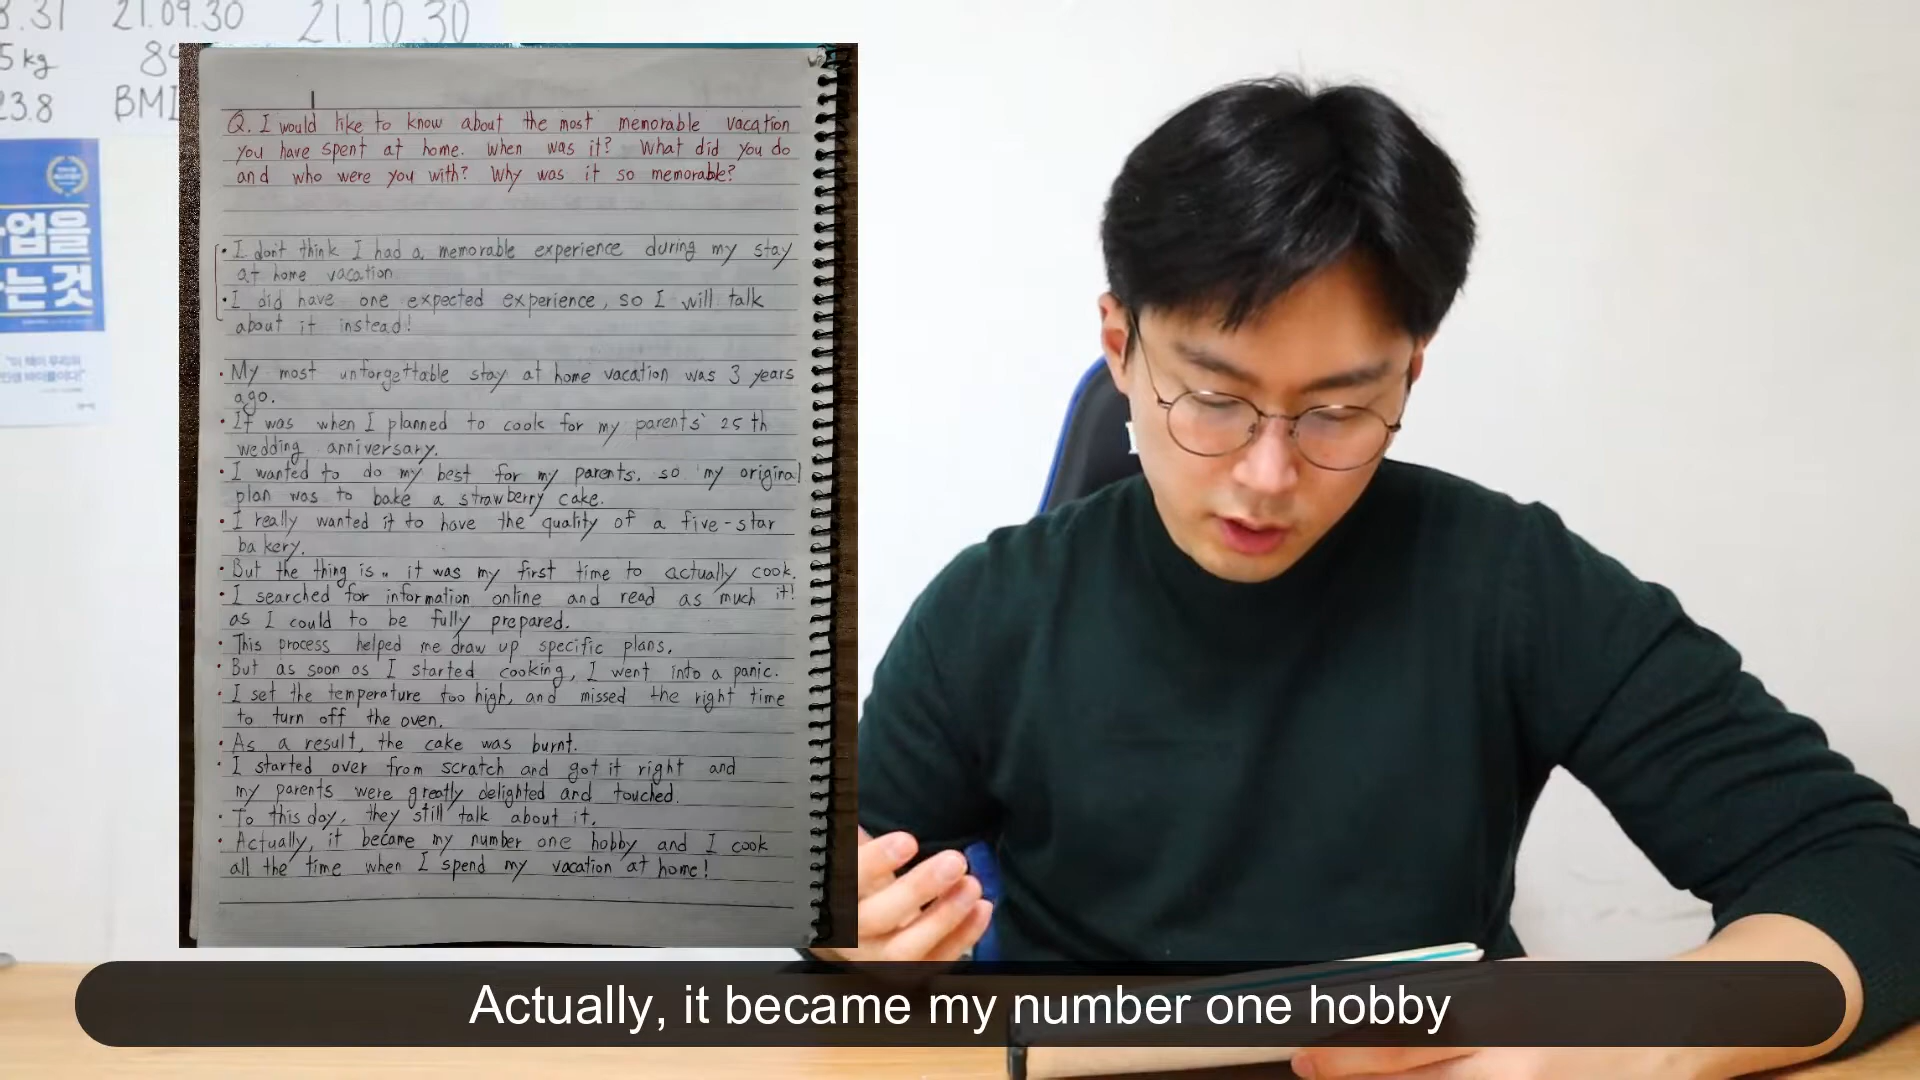 8.31 21.09.30 21.10.30
5kg 89
23.8 BMI
업을
는것
Q. I would like to know about the most memorable vacation
you have spent at home. When was it? What did you do
and who were you with? Why was it so memorable?
• I don't think I had a memorable experience during my stay
at home vacation
• I did have one expected experience, so I will talk
about it instead!
• My most unforgettable stay at home vacation was 3 years
ago.
• It was when I planned to cook for my parents' 25th
wedding anniversary.
• I wanted to do my best for my parents. so my original
plan was to bake a strawberry cake.
• I really wanted it to have the quality of a five-star
bakery.
• But the thing is.. it was my first time to actually cook.
• I searched for information online and read as much it!
as I could to be fully prepared.
• This process helped me draw up specific plans.
• But as soon as I started cooking, I went into a panic.
• I set the temperature too high, and missed the right time
to turn off the oven.
• As a result, the cake was burnt.
• I started over from scratch and got it right and
my parents were greatly delighted and touched.
• To this day, they still talk about it.
• Actually, it became my number one hobby and I cook
all the time when I spend my vacation at home!
Actually, it became my number one hobby